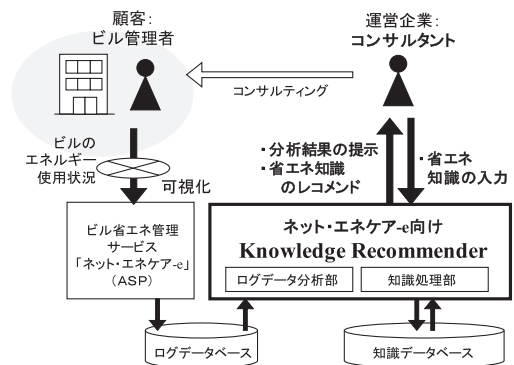 顧客：
ビル管理者
運営企業：
コンサルタント
コンサルティング
ビルの
エネルギー
使用状況
可視化
・分析結果の提示
・省エネ知識
のレコメンド
・省エネ
知識の入力
ビル省エネ管理
サービス
「ネット・エネケア-e」
（ASP）
ネット・エネケア-e向け
Knowledge Recommender
ログデータ分析部
知識処理部
ログデータベース
知識データベース